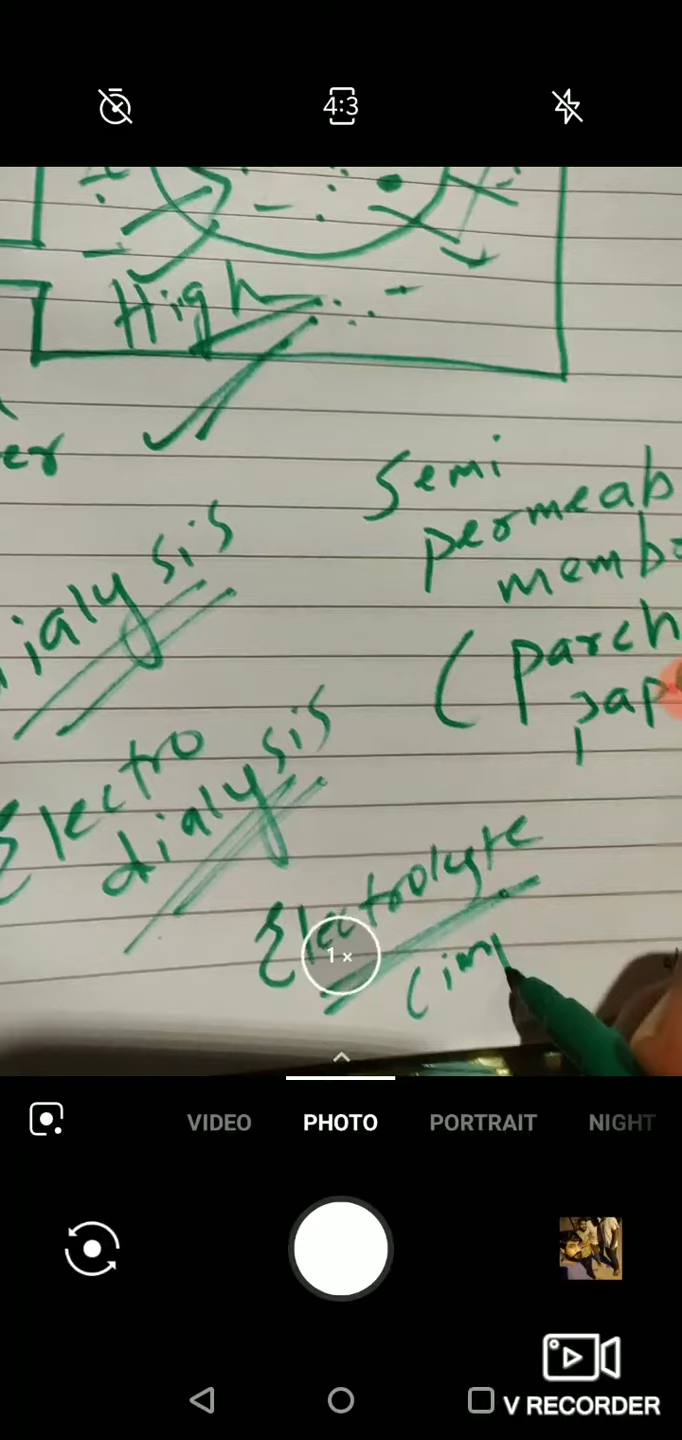 4:3
High
er
Semi
permeab
memb
dialysis
(parch
pap
Electro
dialysis
Electrolyte
(im
1×
VIDEO PHOTO PORTRAIT NIGHT
V RECORDER